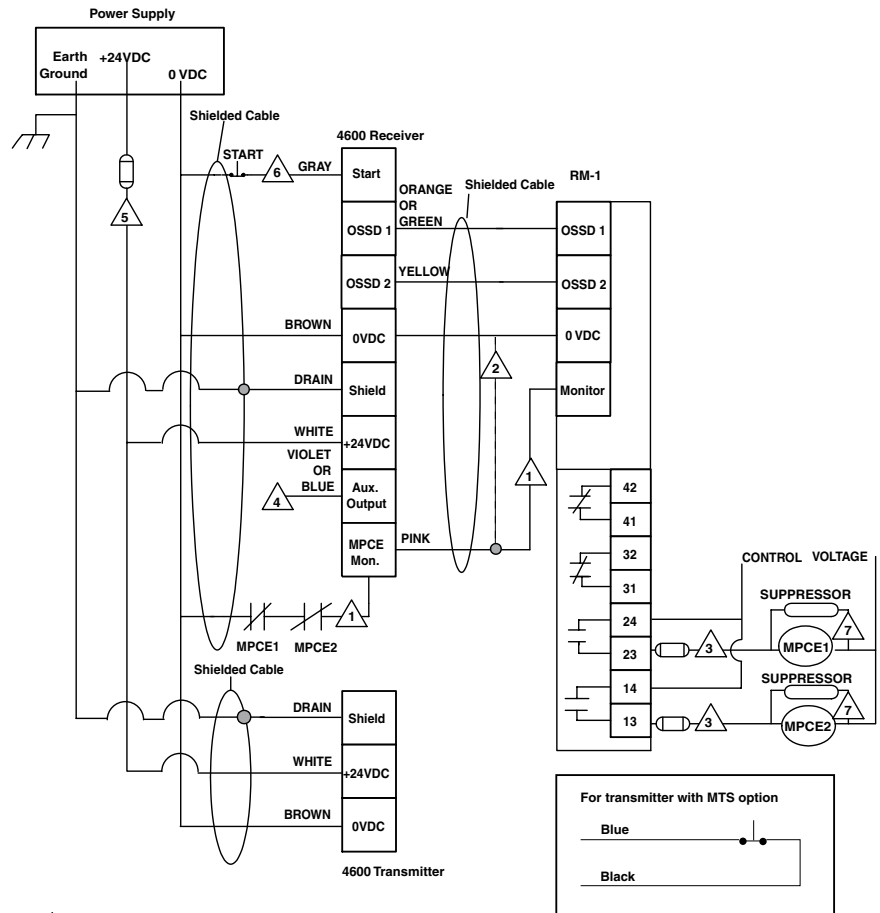 Power Supply
Earth
Ground
+24VDC
0 VDC
Shielded Cable
START
6
GRAY
5
4600 Receiver
Start
OSSD 1
OSSD 2
0VDC
Shield
+24VDC
Aux.
Output
MPCE
Mon.
ORANGE
OR
GREEN
YELLOW
Shielded Cable
BROWN
DRAIN
WHITE
VIOLET
OR
BLUE
4
PINK
2
1
1
MPCE1
MPCE2
RM-1
OSSD 1
OSSD 2
0 VDC
Monitor
42
41
32
31
24
23
14
13
CONTROL VOLTAGE
SUPPRESSOR
3
MPCE1
7
SUPPRESSOR
3
MPCE2
7
Shielded Cable
DRAIN
Shield
WHITE
+24VDC
BROWN
0VDC
4600 Transmitter
For transmitter with MTS option
Blue
Black